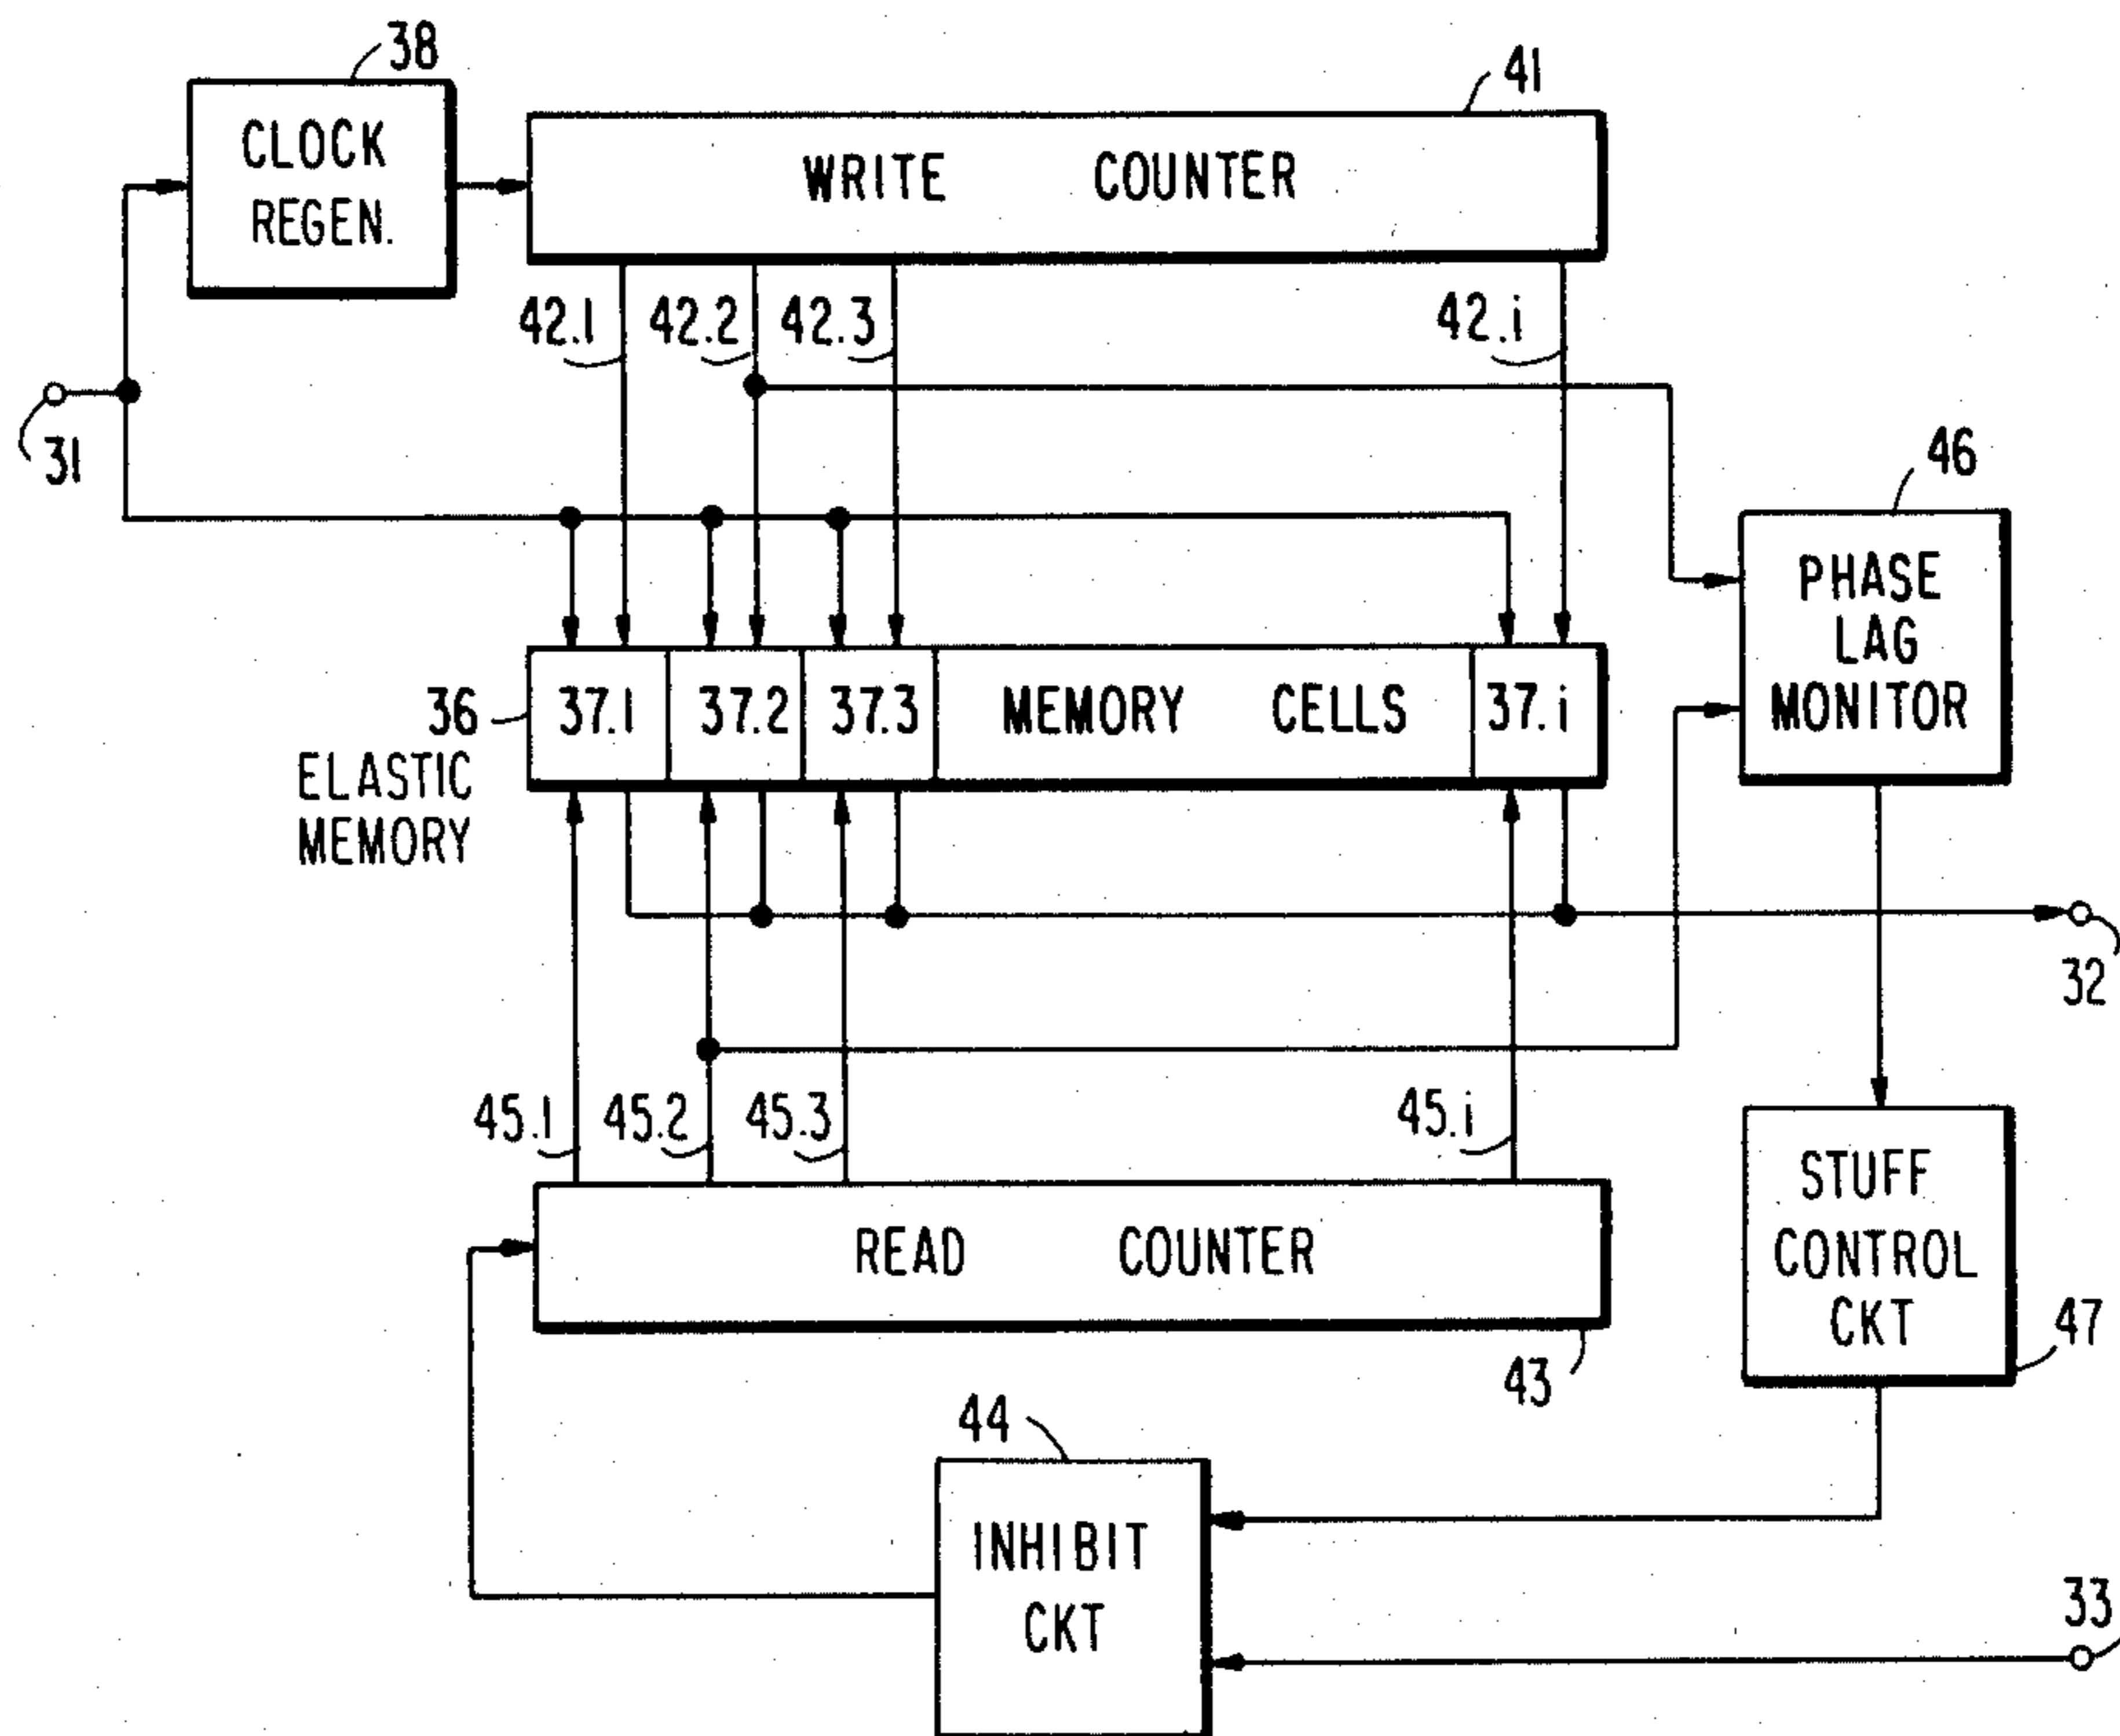 38
41
CLOCK
REGEN.
WRITE COUNTER
42.1 42.2 42.3 42.i
31
46
PHASE
LAG
MONITOR
36 37.1 37.2 37.3 MEMORY CELLS 37.i
ELASTIC
MEMORY
32
45.1 45.2 45.3 45.i
STUFF
CONTROL
CKT
READ COUNTER
47
43
44
INHIBIT
CKT
33